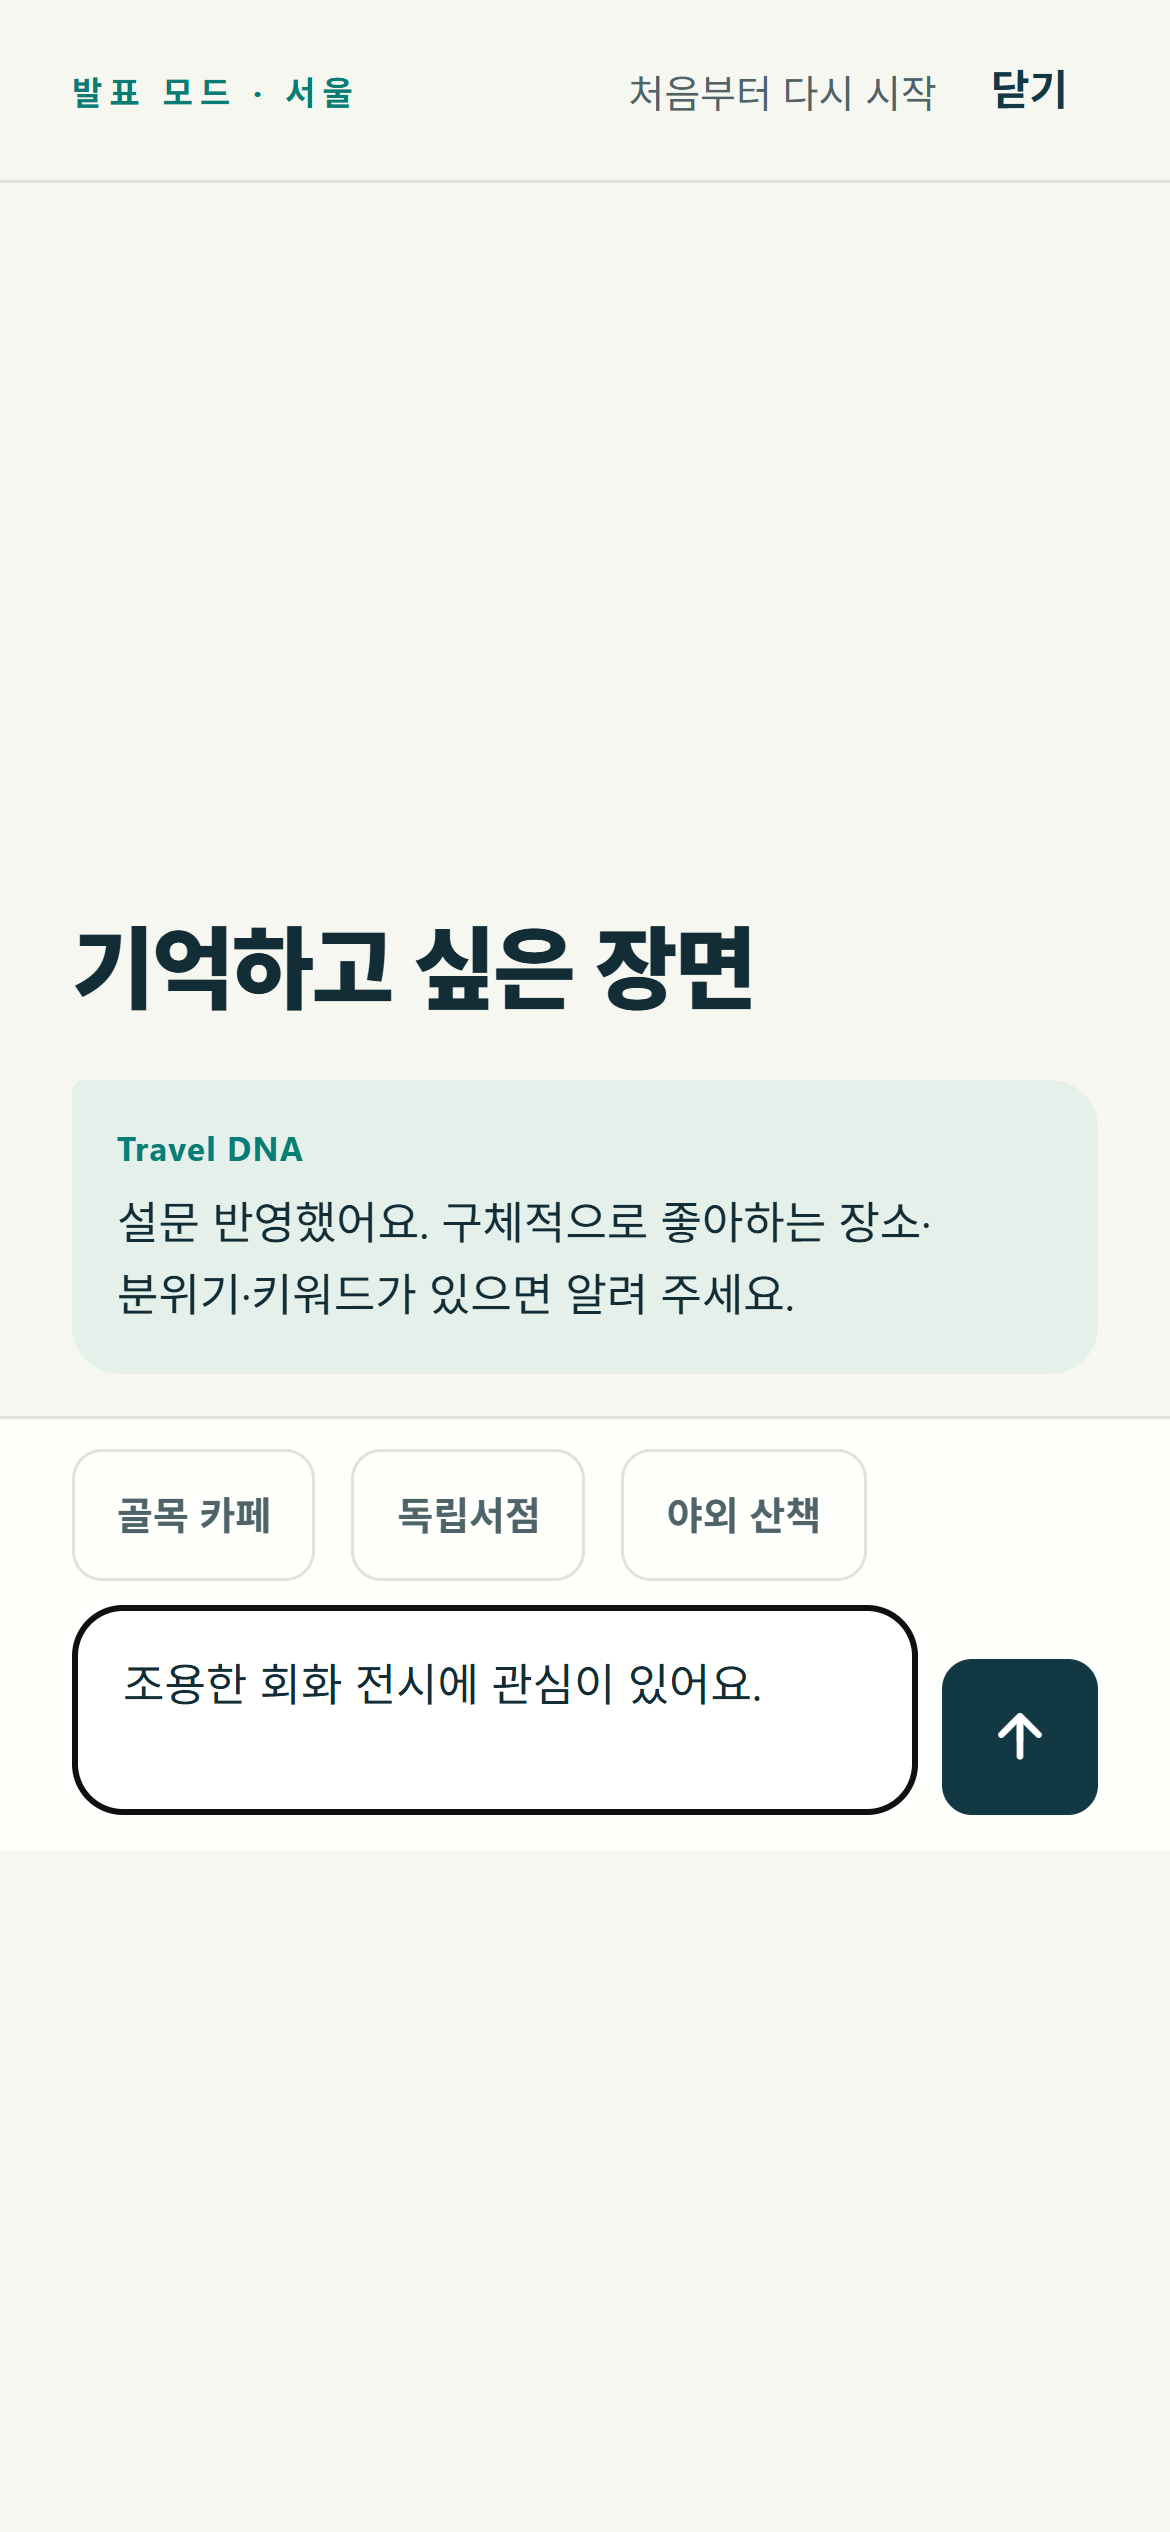 발표 모드 · 서울
처음부터 다시 시작
닫기
기억하고 싶은 장면
Travel DNA
설문 반영했어요. 구체적으로 좋아하는 장소·
분위기·키워드가 있으면 알려 주세요.
골목 카페
독립서점
야외 산책
조용한 회화 전시에 관심이 있어요.